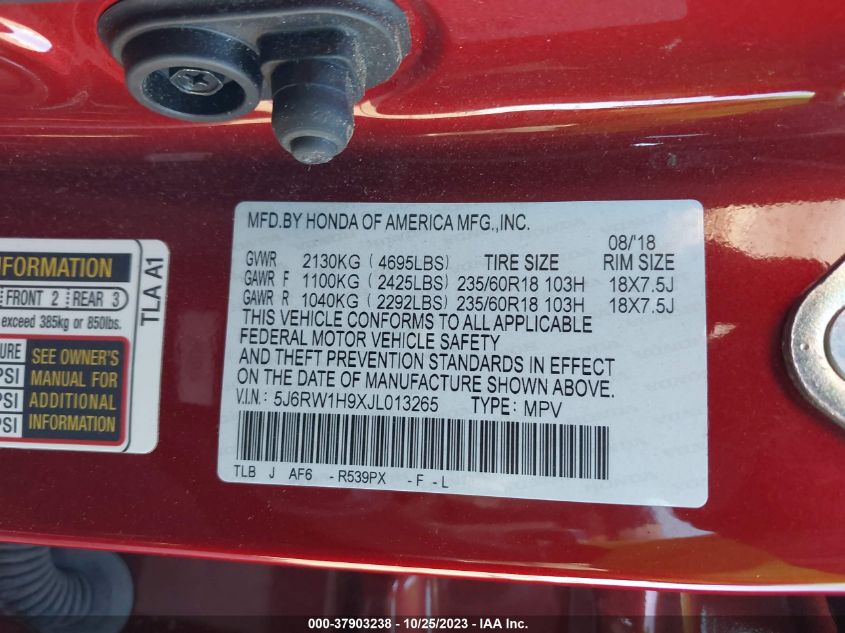 MFD.BY HONDA OF AMERICA MFG.,INC.
08/'18
GVWR 2130KG (4695LBS) TIRE SIZE RIM SIZE
GAWR F 1100KG (2425LBS) 235/60R18 103H 18X7.5J
GAWR R 1040KG (2292LBS) 235/60R18 103H 18X7.5J
THIS VEHICLE CONFORMS TO ALL APPLICABLE
FEDERAL MOTOR VEHICLE SAFETY
AND THEFT PREVENTION STANDARDS IN EFFECT
ON THE DATE OF MANUFACTURE SHOWN ABOVE.
V.I.N.: 5J6RW1H9XJL013265 TYPE: MPV
TLB J AF6 -R539PX -F -L
FORMATION
FRONT 2 REAR 3
exceed 385kg or 850lbs.
URE SEE OWNER'S
PSI MANUAL FOR
PSI ADDITIONAL
PSI INFORMATION
TLA A1
000-37903238 - 10/25/2023 - IAA Inc.